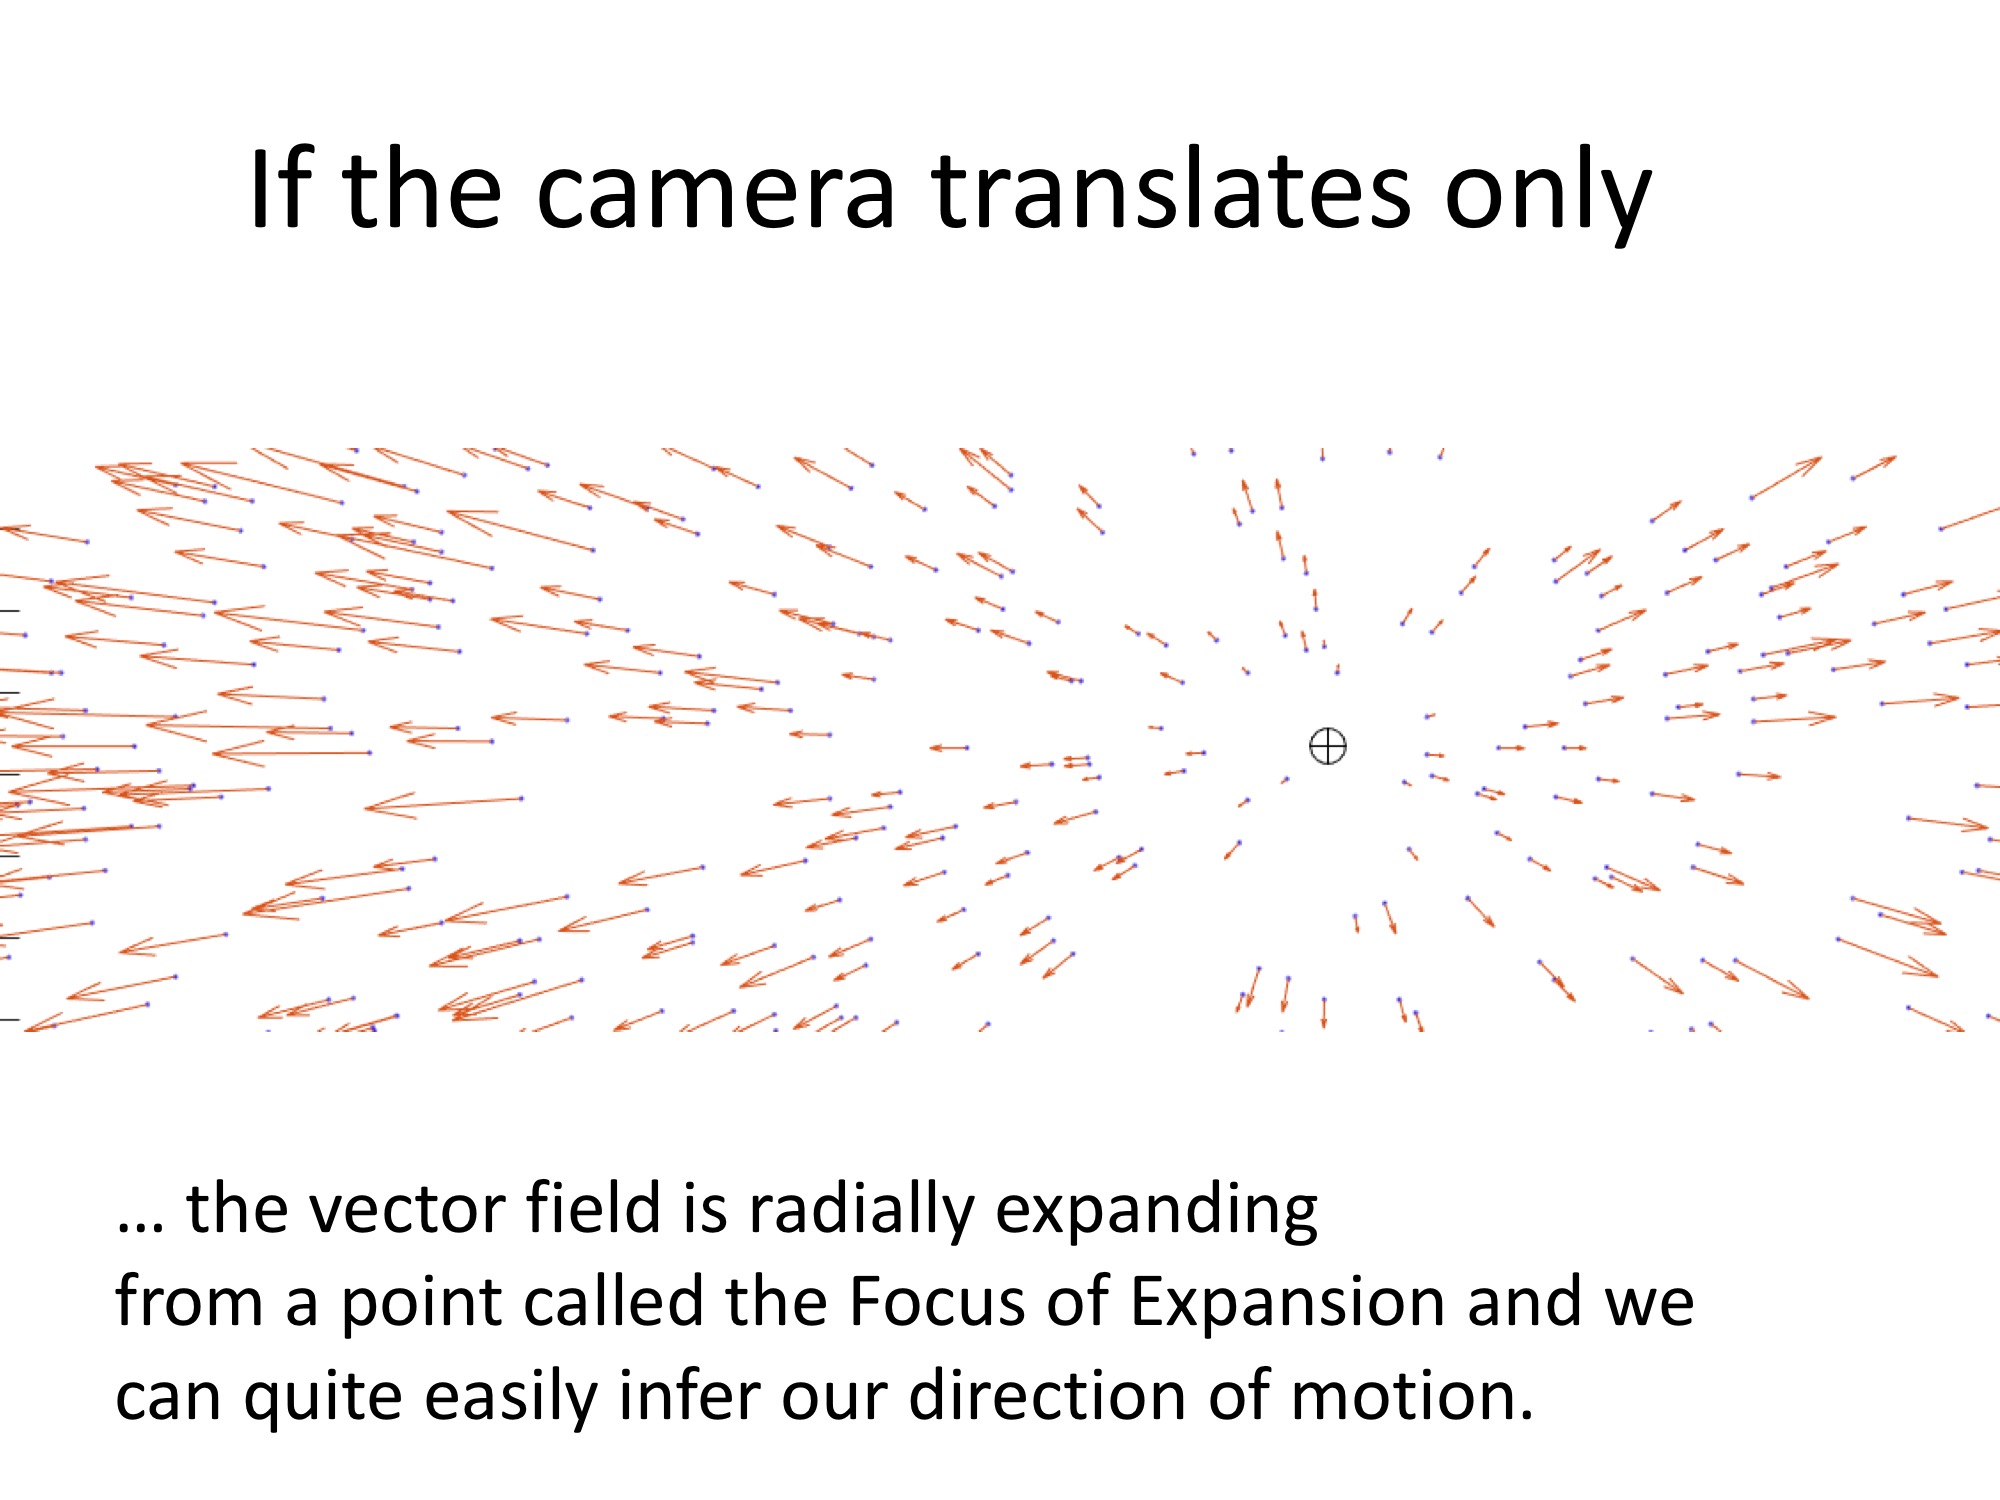 If the camera translates only
... the vector field is radially expanding
from a point called the Focus of Expansion and we
can quite easily infer our direction of motion.